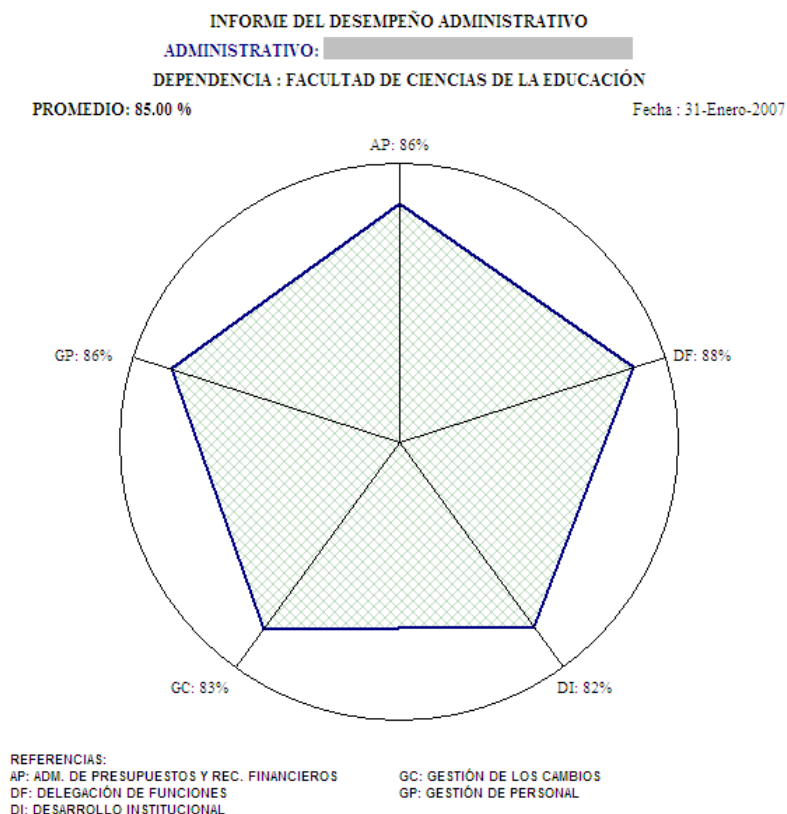 INFORME DEL DESEMPEÑO ADMINISTRATIVO
ADMINISTRATIVO:
DEPENDENCIA : FACULTAD DE CIENCIAS DE LA EDUCACIÓN
PROMEDIO: 85.00 % Fecha : 31-Enero-2007
AP: 86%
GP: 86% DF: 88%
GC: 83% DI: 82%
REFERENCIAS:
AP: ADM. DE PRESUPUESTOS Y REC. FINANCIEROS GC: GESTIÓN DE LOS CAMBIOS
DF: DELEGACIÓN DE FUNCIONES GP: GESTIÓN DE PERSONAL
DI: DESARROLLO INSTITUCIONAL